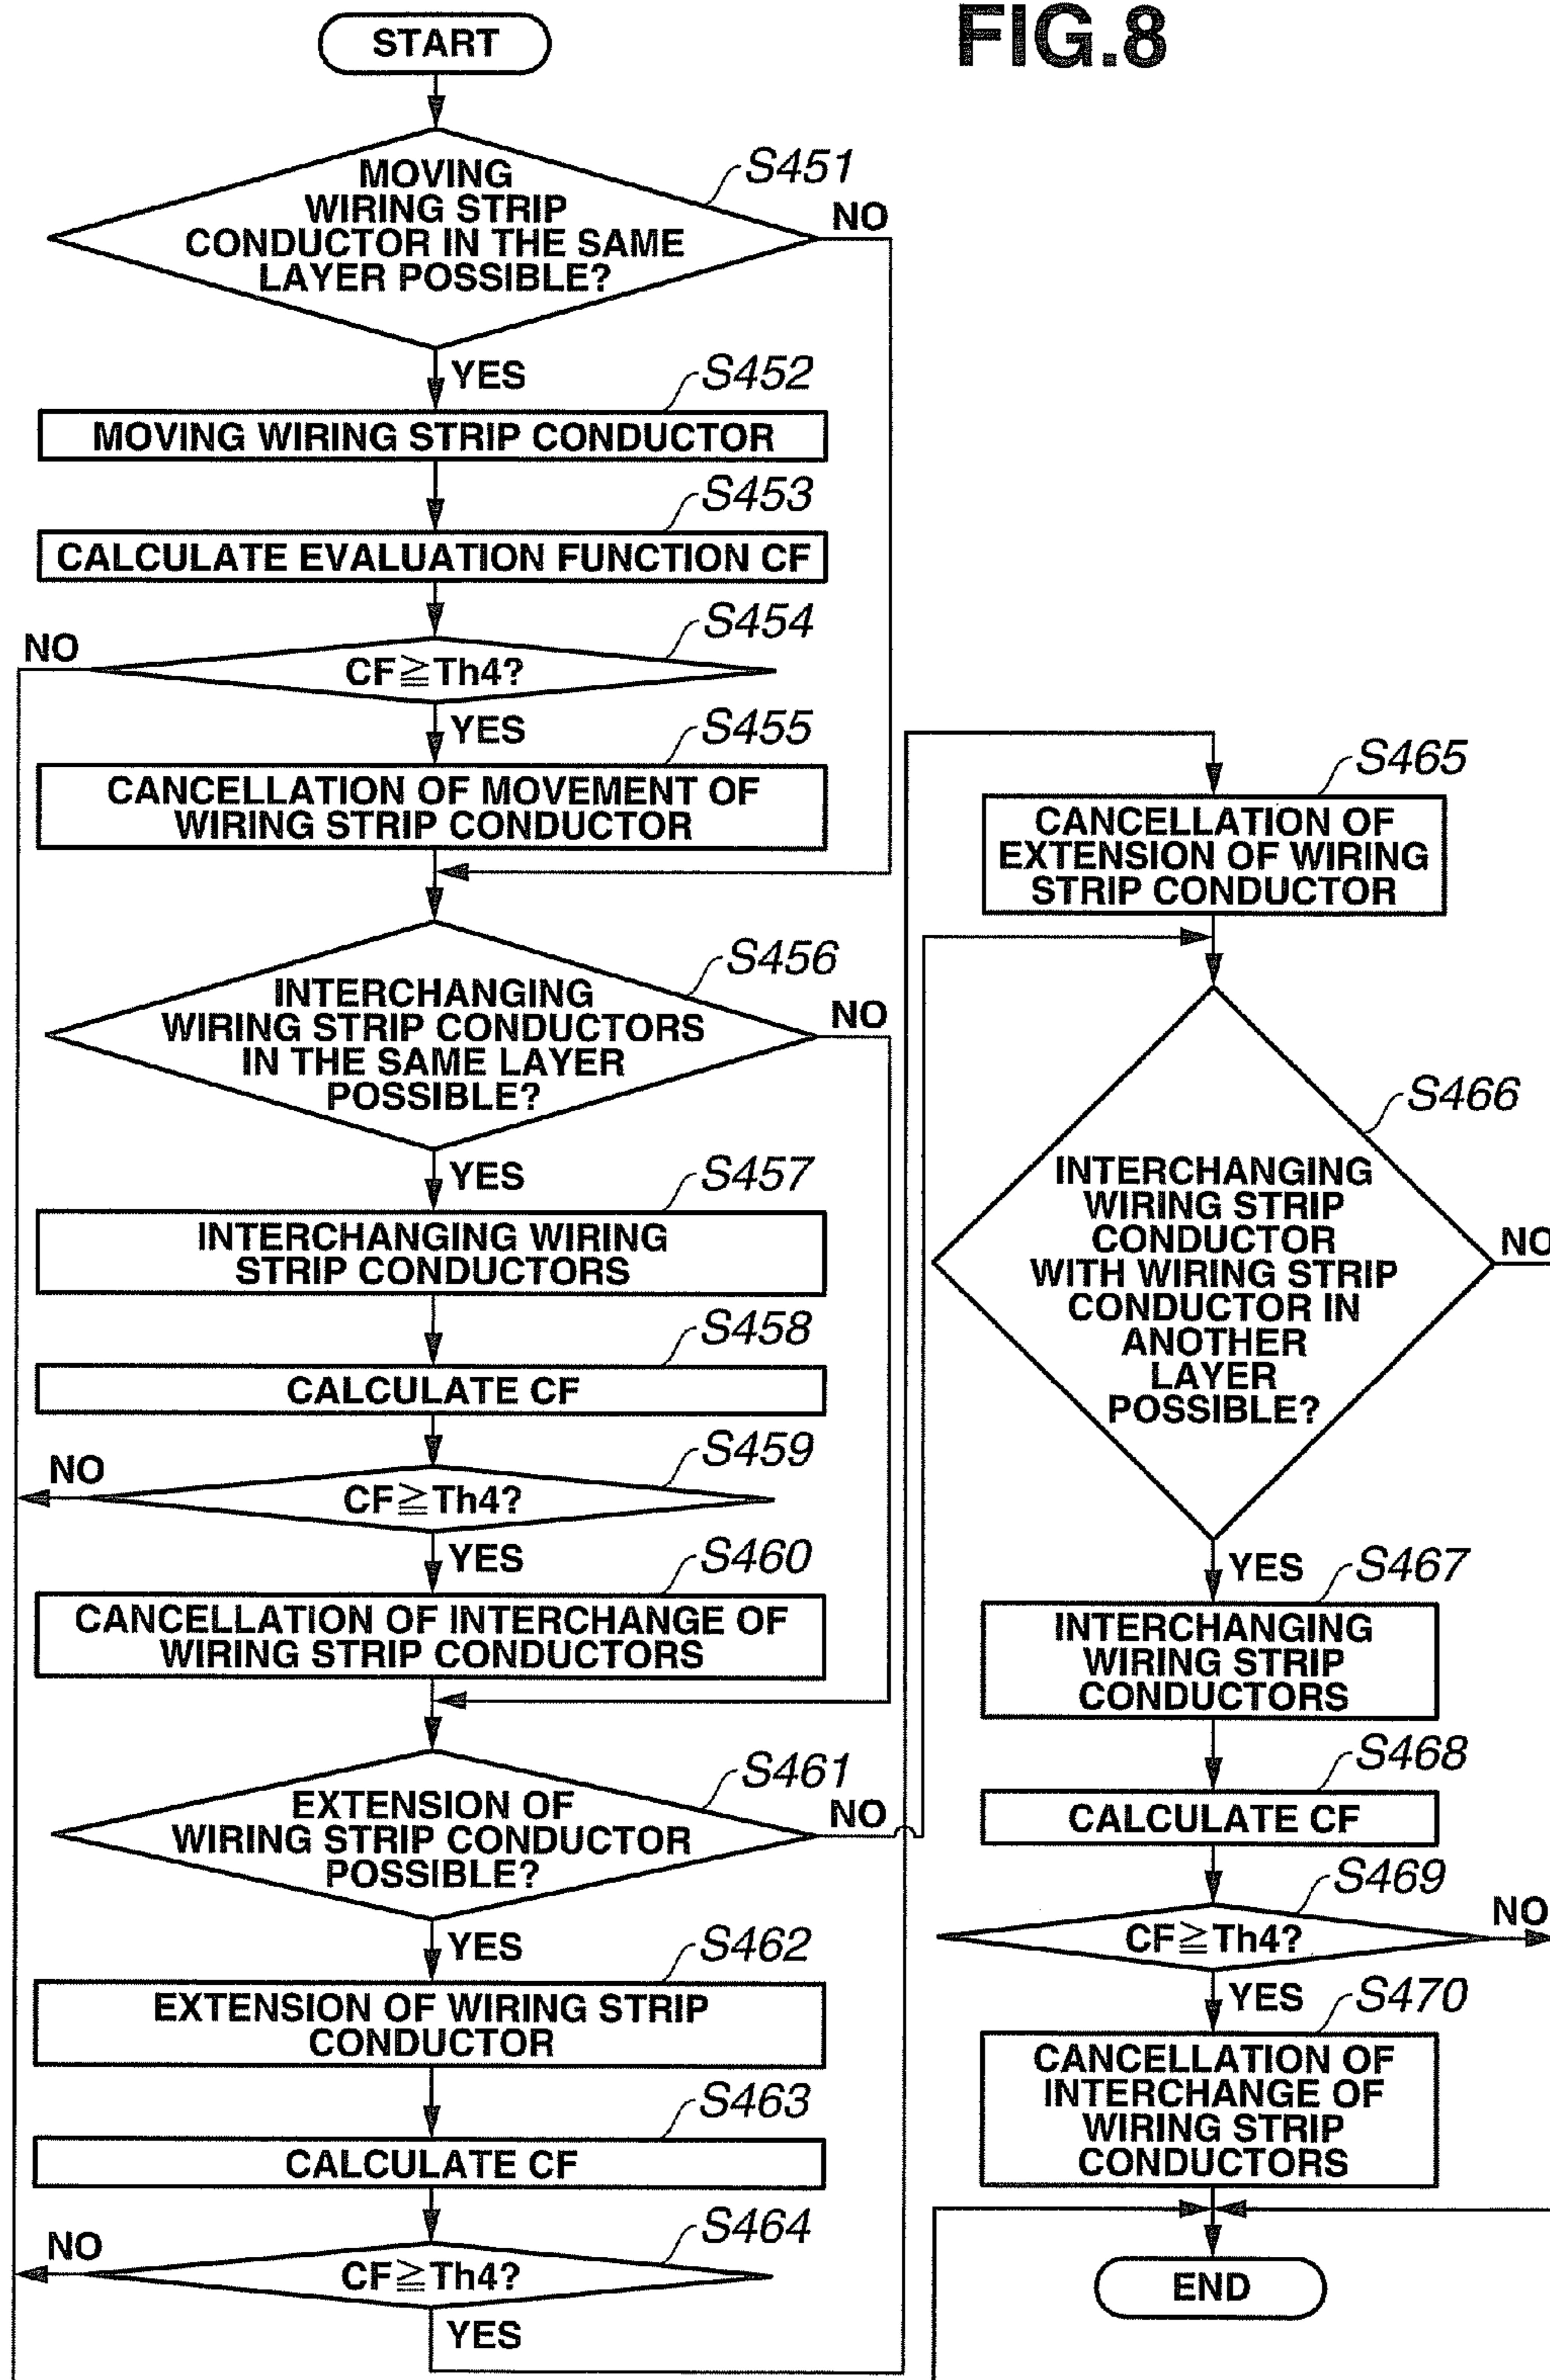 FIG.8
START
MOVING
WIRING STRIP
CONDUCTOR IN THE SAME
LAYER POSSIBLE?
S451
NO
YES
S452
MOVING WIRING STRIP CONDUCTOR
S453
CALCULATE EVALUATION FUNCTION CF
S454
NO
CF≧Th4?
YES
S455
CANCELLATION OF MOVEMENT OF
WIRING STRIP CONDUCTOR
S456
INTERCHANGING
WIRING STRIP CONDUCTORS
IN THE SAME LAYER
POSSIBLE?
NO
YES
S457
INTERCHANGING WIRING
STRIP CONDUCTORS
S458
CALCULATE CF
S459
NO
CF≧Th4?
YES
S460
CANCELLATION OF INTERCHANGE OF
WIRING STRIP CONDUCTORS
S461
EXTENSION OF
WIRING STRIP CONDUCTOR
POSSIBLE?
NO
YES
S462
EXTENSION OF WIRING STRIP
CONDUCTOR
S463
CALCULATE CF
S464
NO
CF≧Th4?
YES
S465
CANCELLATION OF
EXTENSION OF WIRING
STRIP CONDUCTOR
S466
INTERCHANGING
WIRING STRIP
CONDUCTOR
WITH WIRING STRIP
CONDUCTOR IN
ANOTHER
LAYER
POSSIBLE?
NO
YES
S467
INTERCHANGING
WIRING STRIP
CONDUCTORS
S468
CALCULATE CF
S469
CF≧Th4?
NO
YES
S470
CANCELLATION OF
INTERCHANGE OF
WIRING STRIP
CONDUCTORS
END